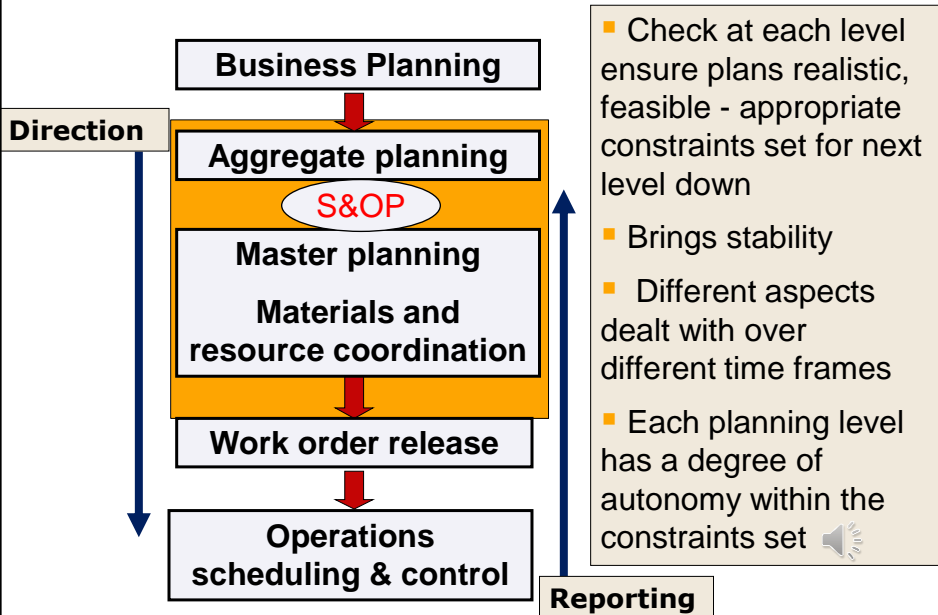 Business Planning
Direction
Aggregate planning
S&OP
Master planning
Materials and
resource coordination
Work order release
Operations
scheduling & control
Reporting
▪ Check at each level
ensure plans realistic,
feasible - appropriate
constraints set for next
level down
▪ Brings stability
▪ Different aspects
dealt with over
different time frames
▪ Each planning level
has a degree of
autonomy within the
constraints set